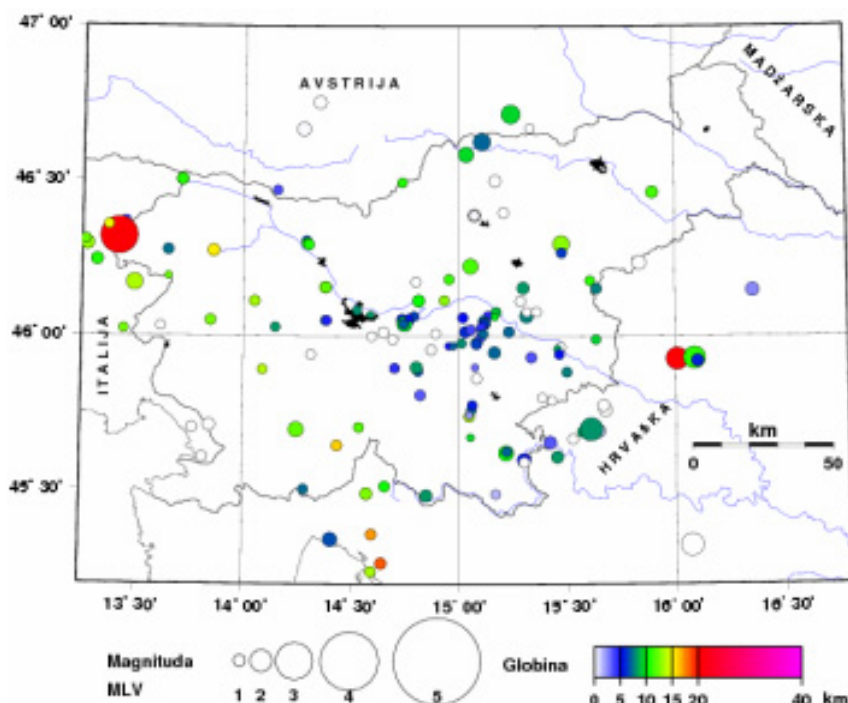 47° 00'
AVSTRIJA
MADŽARSKA
46° 30'
46° 00'
ITALIJA
HRVAŠKA
km
0 50
45° 30'
13° 30' 14° 00' 14° 30' 15° 00' 15° 30' 16° 00' 16° 30'
Magnituda
MLV
1 2 3 4 5
Globina
0 5 10 15 20 40 km